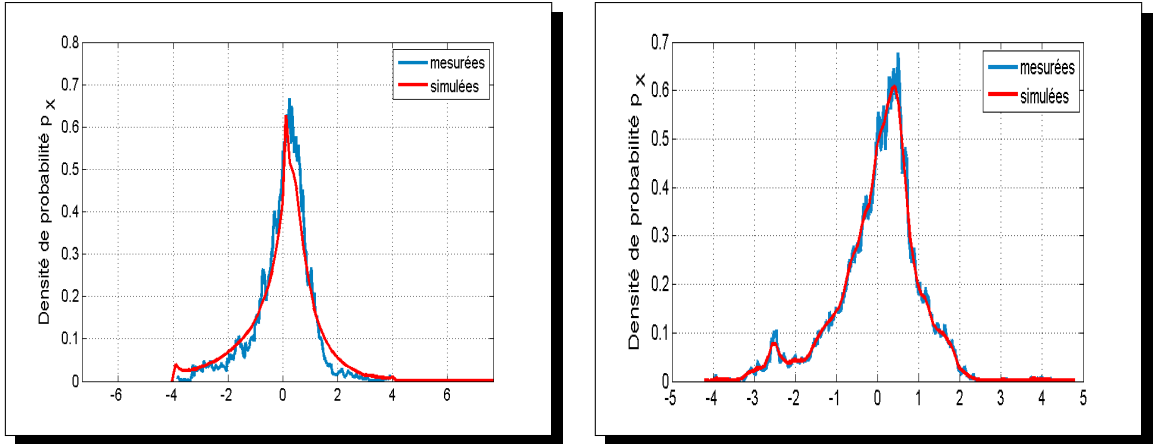 0.8
0.7
0.6
0.5
0.4
0.3
0.2
0.1
0
Densité de probabilité p x
mesurées
simulées
-6 -4 -2 0 2 4 6
0.7
0.6
0.5
0.4
0.3
0.2
0.1
0
Densité de probabilité p x
mesurées
simulées
-5 -4 -3 -2 -1 0 1 2 3 4 5